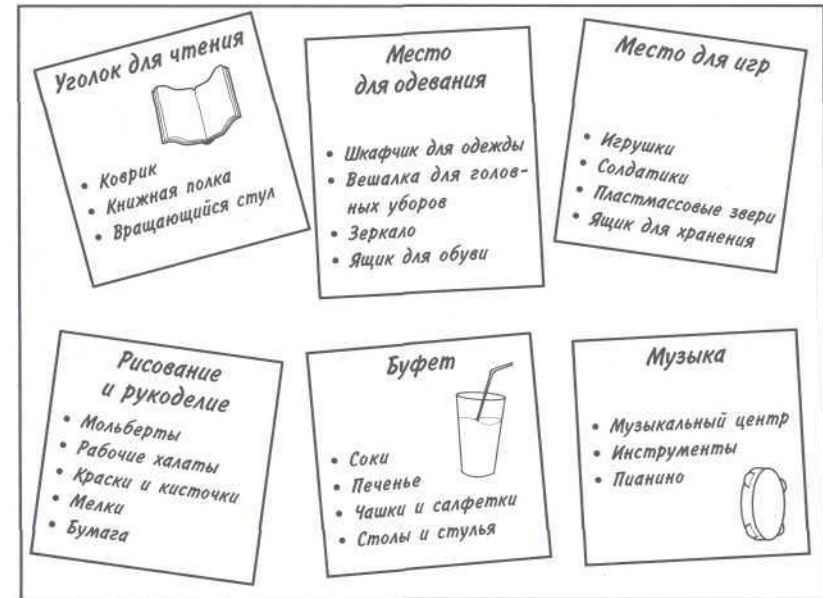 Уголок для чтения
• Коврик
• Книжная полка
• Вращающийся стул
Место
для одевания
• Шкафчик для одежды
• Вешалка для голов-
ных уборов
• Зеркало
• Ящик для обуви
Место для игр
• Игрушки
• Солдатики
• Пластмассовые звери
• Ящик для хранения
Рисование
и рукоделие
• Мольберты
• Рабочие халаты
• Краски и кисточки
• Мелки
• Бумага
Буфет
• Соки
• Печенье
• Чашки и салфетки
• Столы и стулья
Музыка
• Музыкальный центр
• Инструменты
• Пианино